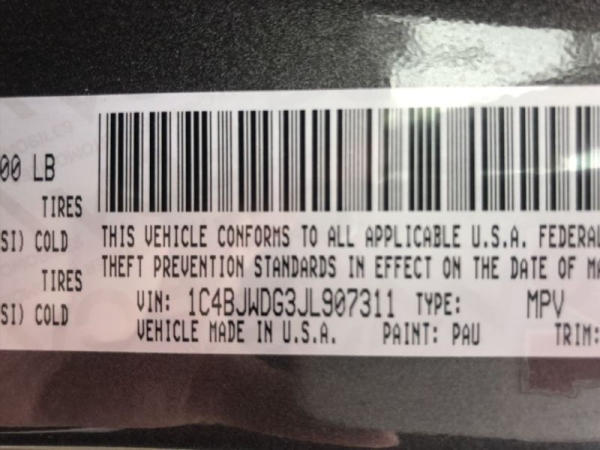 00 LB
TIRES
SI) COLD
TIRES
SI) COLD
THIS VEHICLE CONFORMS TO ALL APPLICABLE U.S.A. FEDERAL
THEFT PREVENTION STANDARDS IN EFFECT ON THE DATE OF MA
VIN: 1C4BJWDG3JL907311 TYPE: MPV
VEHICLE MADE IN U.S.A. PAINT: PAU TRIM: